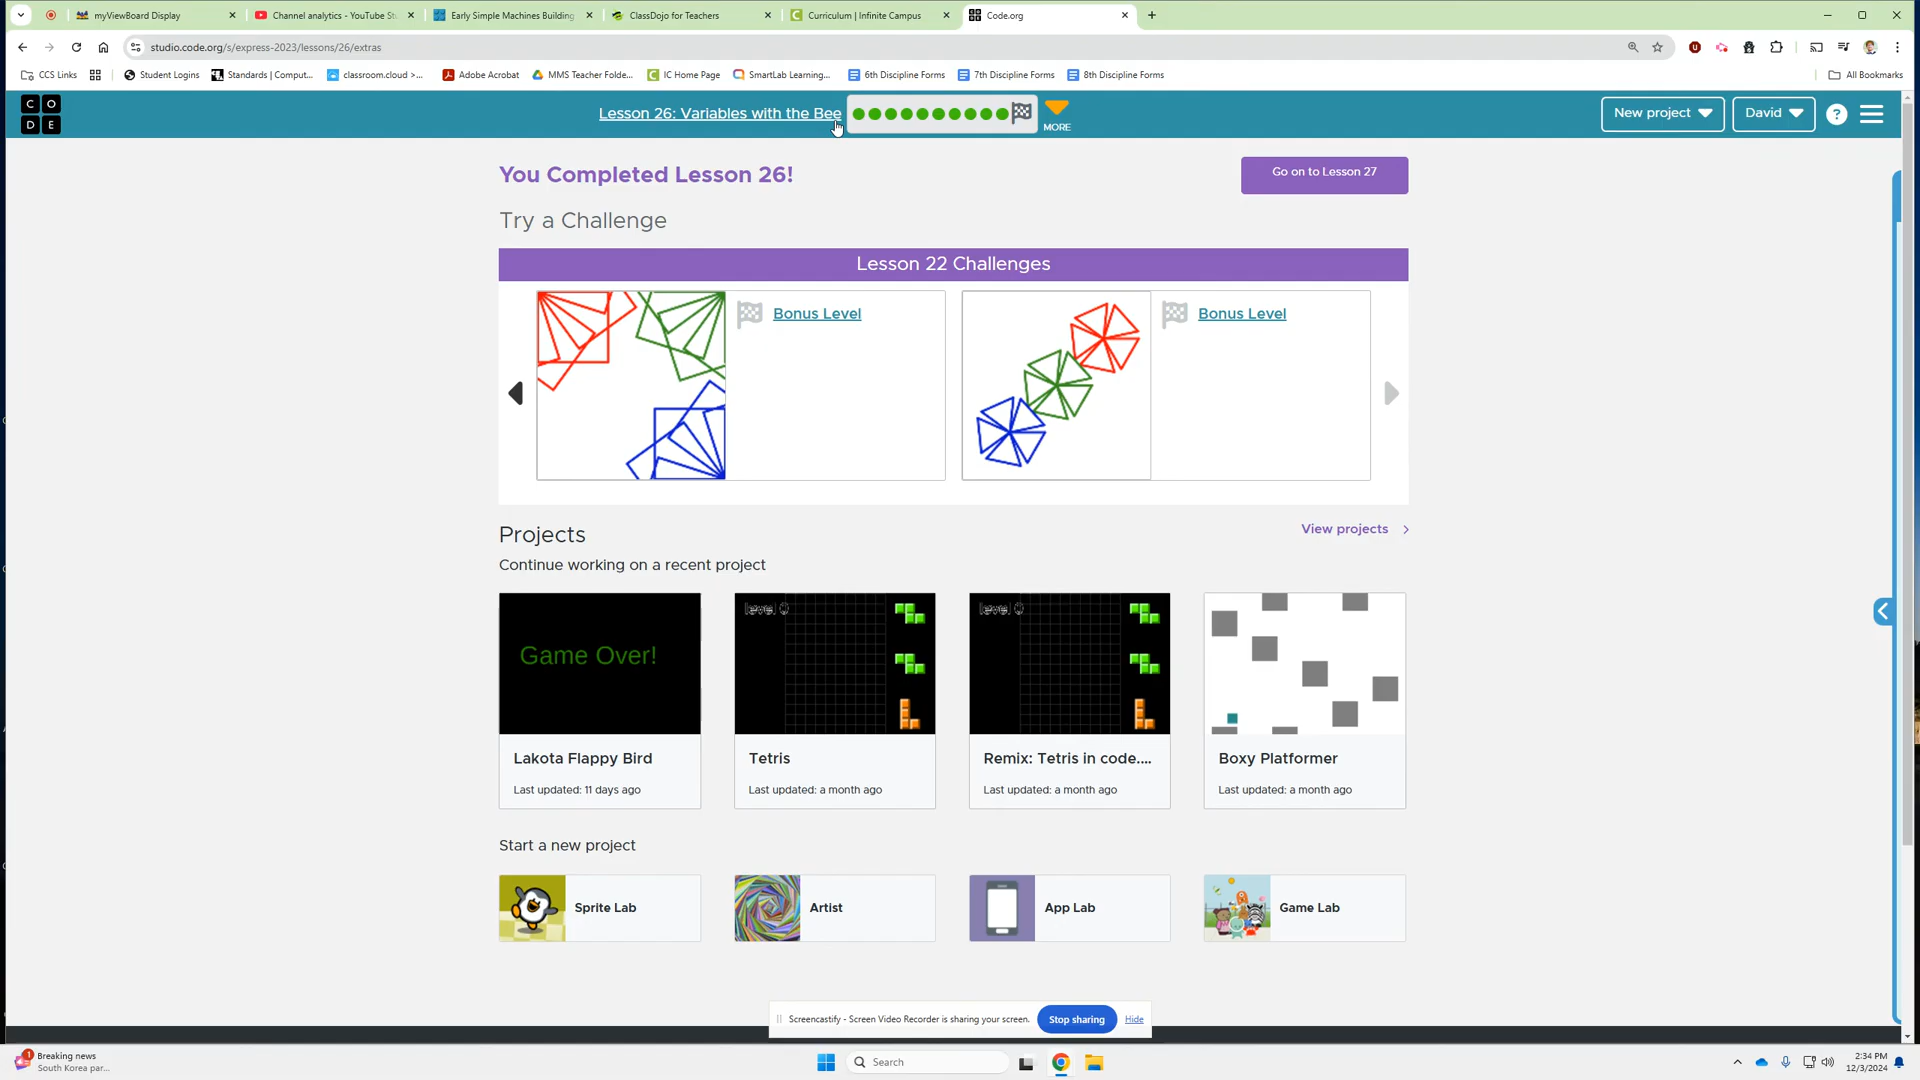 myViewBoard Display
Channel analytics - YouTube St
Early Simple Machines Building
ClassDojo for Teachers
Curriculum | Infinite Campus
Code.org
studio.code.org/s/express-2023/lessons/26/extras
CCS Links
Student Logins
Standards | Comput...
classroom.cloud >...
Adobe Acrobat
MMS Teacher Folde...
IC Home Page
SmartLab Learning...
6th Discipline Forms
7th Discipline Forms
8th Discipline Forms
All Bookmarks
C O
D E
Lesson 26: Variables with the Bee
MORE
New project
David
?
You Completed Lesson 26!
Go on to Lesson 27
Try a Challenge
Lesson 22 Challenges
Bonus Level
Bonus Level
Projects
View projects
Continue working on a recent project
Game Over!
level 0
level 0
Lakota Flappy Bird
Tetris
Remix: Tetris in code....
Boxy Platformer
Last updated: 11 days ago
Last updated: a month ago
Last updated: a month ago
Last updated: a month ago
Start a new project
Sprite Lab
Artist
App Lab
Game Lab
Screencastify - Screen Video Recorder is sharing your screen.
Stop sharing
Hide
1
Breaking news
South Korea par...
Search
2:34 PM
12/3/2024